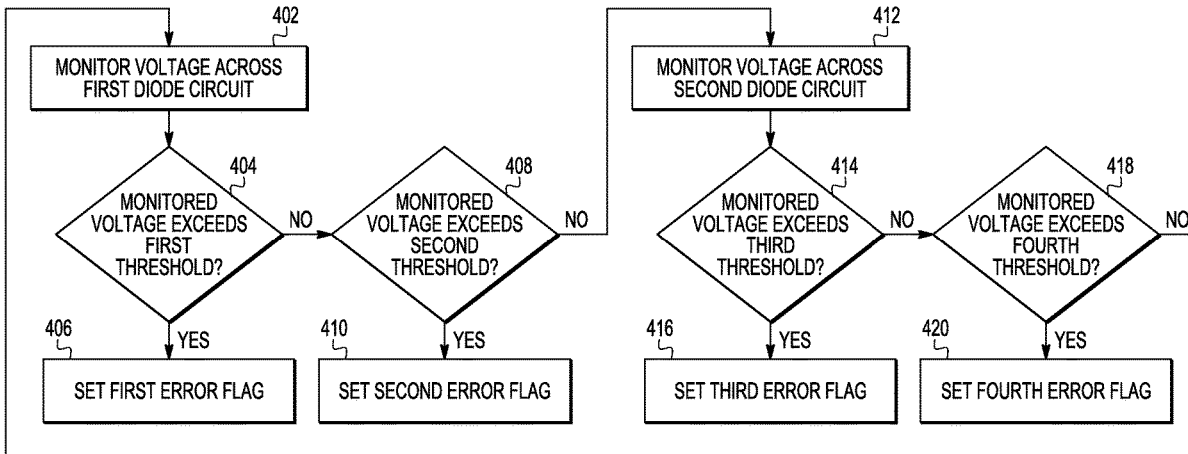 402
MONITOR VOLTAGE ACROSS
FIRST DIODE CIRCUIT
404
MONITORED
VOLTAGE EXCEEDS
FIRST
THRESHOLD?
NO
YES
406
SET FIRST ERROR FLAG
408
MONITORED
VOLTAGE EXCEEDS
SECOND
THRESHOLD?
NO
YES
410
SET SECOND ERROR FLAG
412
MONITOR VOLTAGE ACROSS
SECOND DIODE CIRCUIT
414
MONITORED
VOLTAGE EXCEEDS
THIRD
THRESHOLD?
NO
YES
416
SET THIRD ERROR FLAG
418
MONITORED
VOLTAGE EXCEEDS
FOURTH
THRESHOLD?
NO
YES
420
SET FOURTH ERROR FLAG